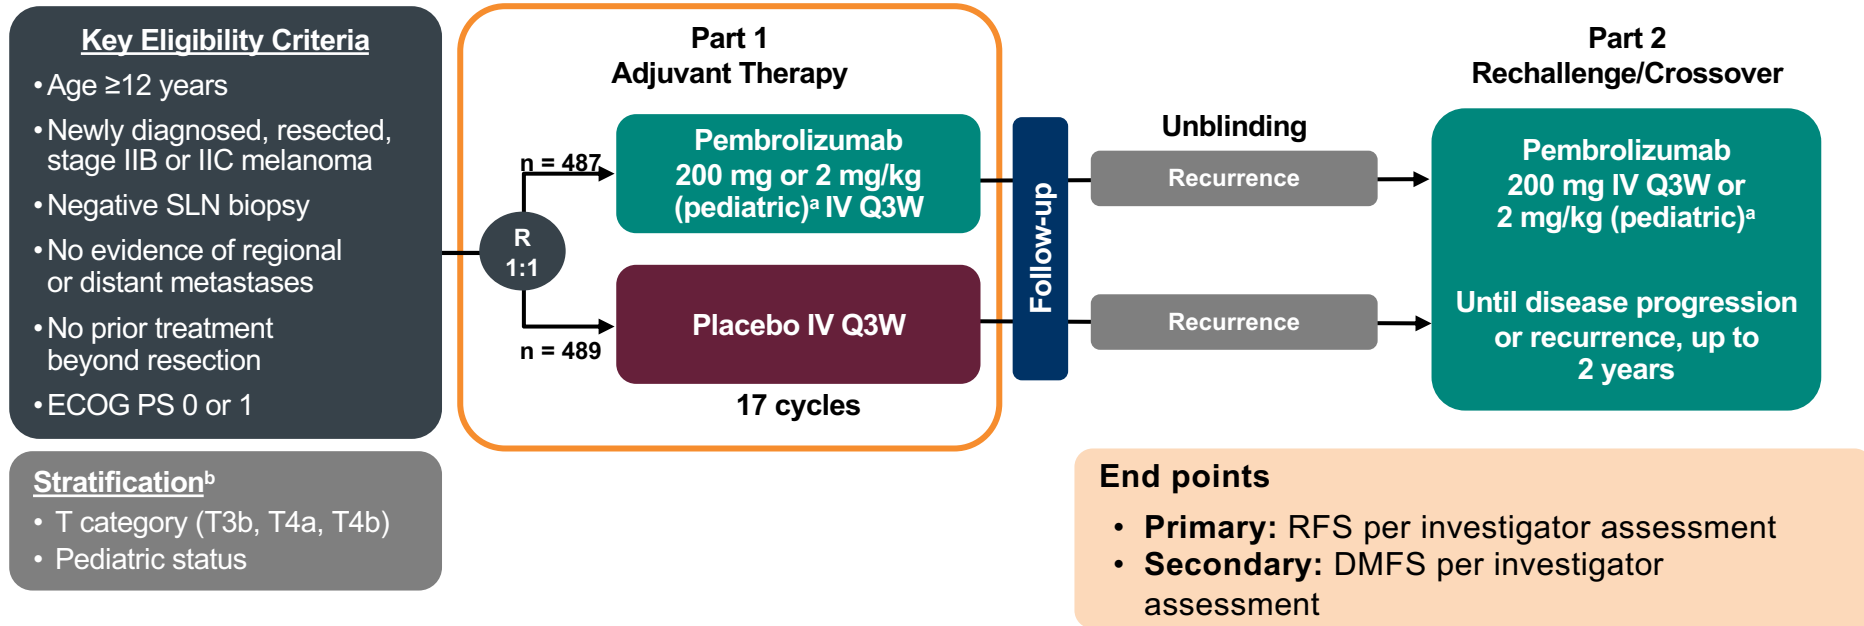 Key Eligibility Criteria
• Age ≥12 years
• Newly diagnosed, resected,
stage IIB or IIC melanoma
• Negative SLN biopsy
• No evidence of regional
or distant metastases
• No prior treatment
beyond resection
• ECOG PS 0 or 1
Stratificationᵇ
• T category (T3b, T4a, T4b)
• Pediatric status
R
1:1
n = 487
n = 489
Part 1
Adjuvant Therapy
Pembrolizumab
200 mg or 2 mg/kg
(pediatric)ᵃ IV Q3W
Placebo IV Q3W
17 cycles
Follow-up
Unblinding
Recurrence
Recurrence
Part 2
Rechallenge/Crossover
Pembrolizumab
200 mg IV Q3W or
2 mg/kg (pediatric)ᵃ
Until disease progression
or recurrence, up to
2 years
End points
• Primary: RFS per investigator assessment
• Secondary: DMFS per investigator
assessment